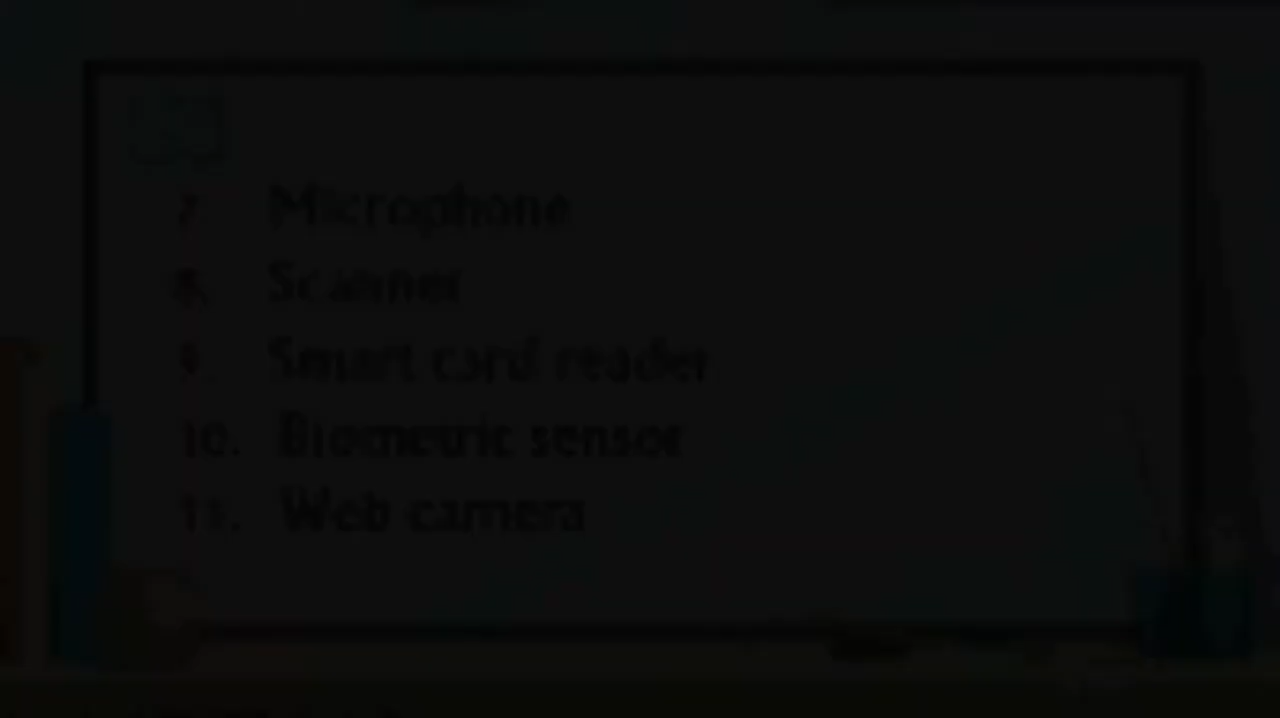 7. Microphone
8. Scanner
9. Smart card reader
10. Biometric sensor
11. Web camera